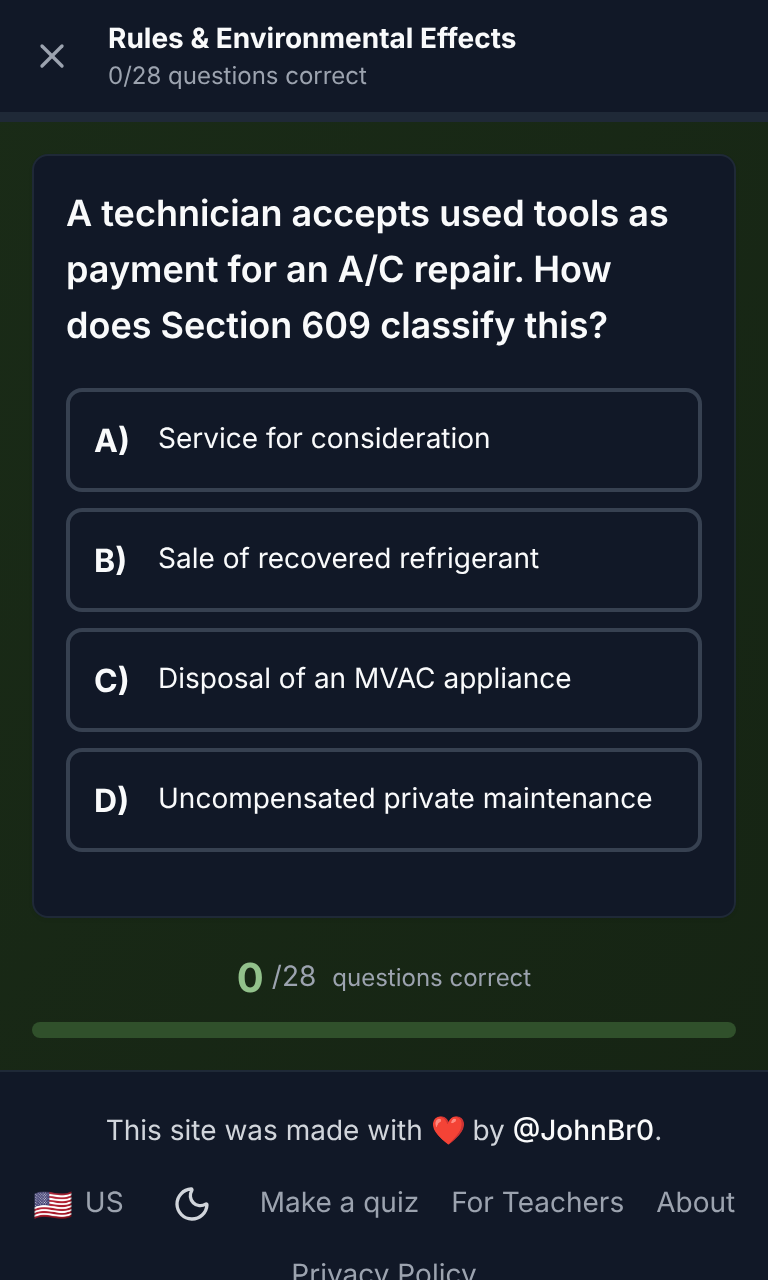 Rules & Environmental Effects
0/28 questions correct
A technician accepts used tools as
payment for an A/C repair. How
does Section 609 classify this?
A) Service for consideration
B) Sale of recovered refrigerant
C) Disposal of an MVAC appliance
D) Uncompensated private maintenance
0 /28 questions correct
This site was made with ❤️ by @JohnBr0.
🇺🇸 US Make a quiz For Teachers About
Privacy Policy